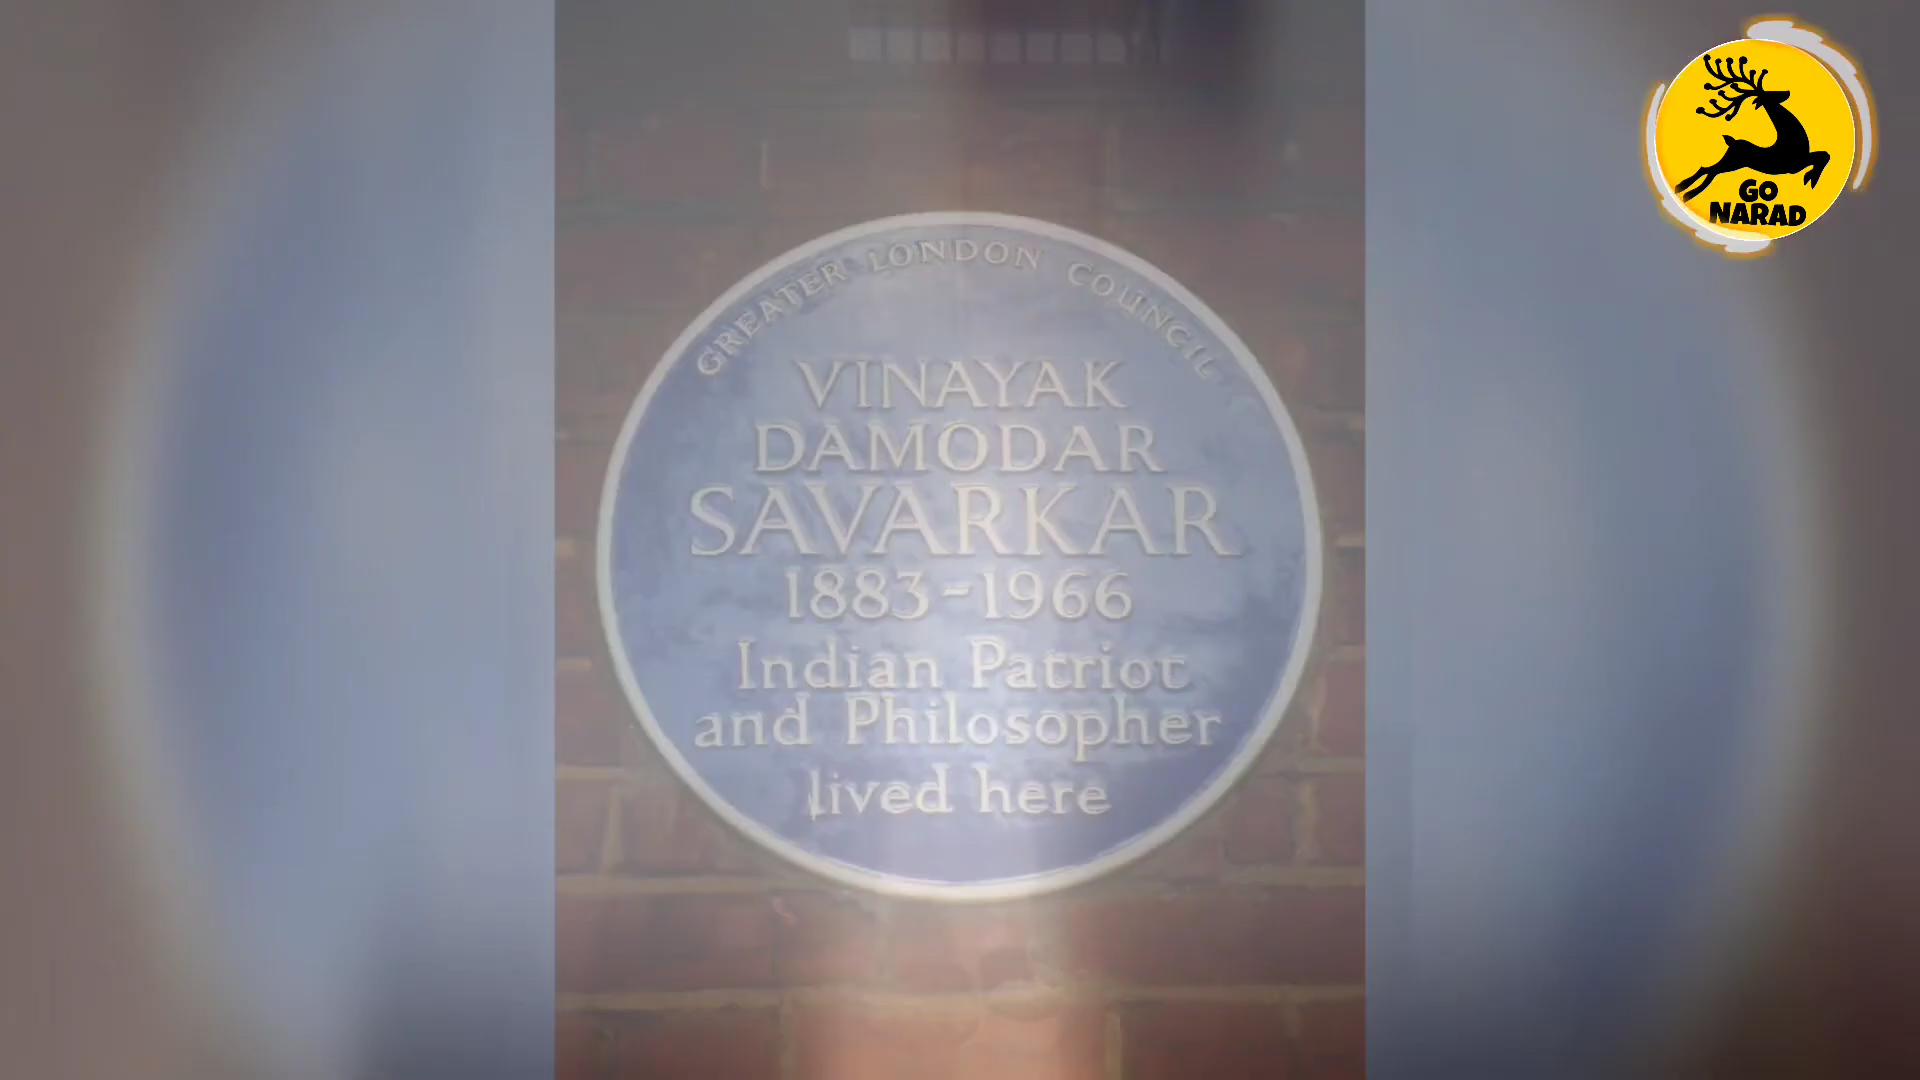 GREATER LONDON COUNCIL
VINAYAK
DAMODAR
SAVARKAR
1883-1966
Indian Patriot
and Philosopher
lived here
GO
NARAD